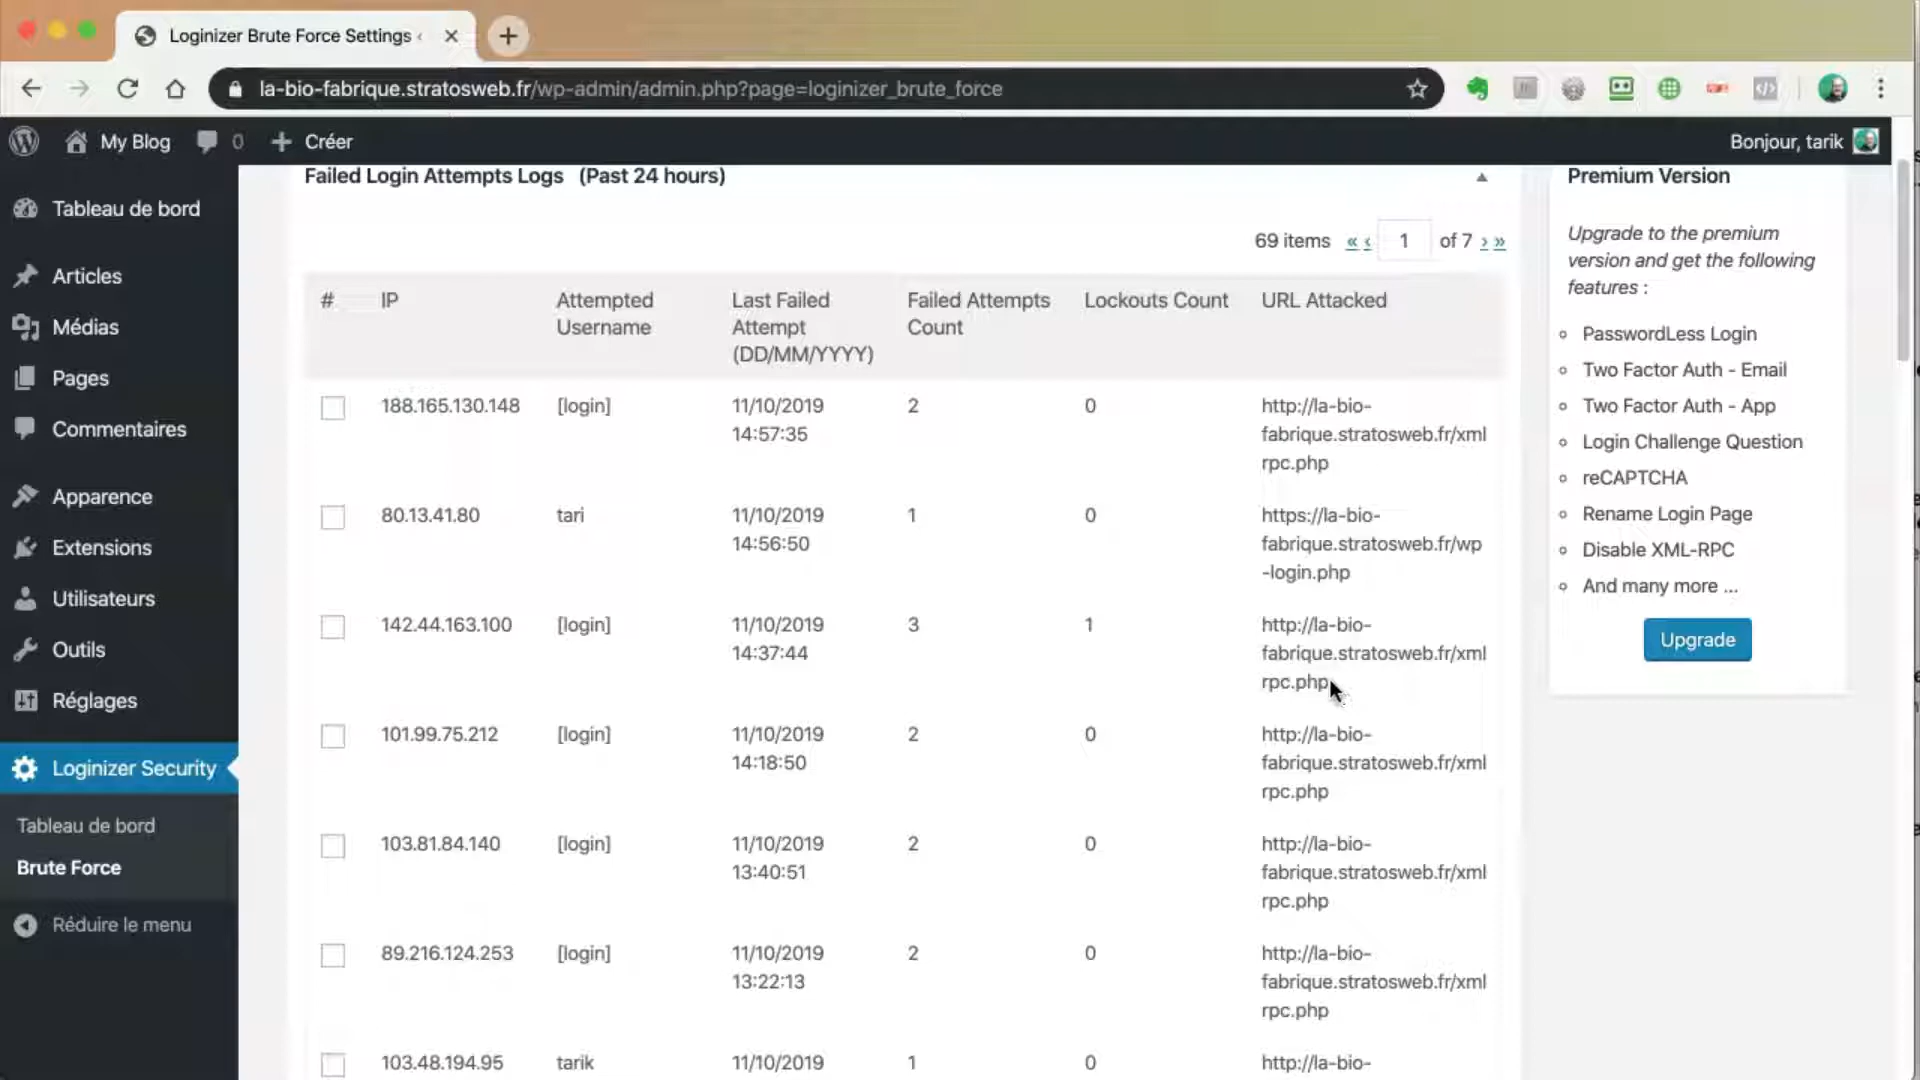 Loginizer Brute Force Settings ‹
la-bio-fabrique.stratosweb.fr/wp-admin/admin.php?page=loginizer_brute_force
My Blog 0 + Créer
Bonjour, tarik
Tableau de bord
Articles
Médias
Pages
Commentaires
Apparence
Extensions
Utilisateurs
Outils
Réglages
Loginizer Security
Tableau de bord
Brute Force
Réduire le menu
Failed Login Attempts Logs (Past 24 hours)
69 items « ‹ 1 of 7 › »
# IP Attempted Last Failed Failed Attempts Lockouts Count URL Attacked
Username Attempt Count
(DD/MM/YYYY)
188.165.130.148 [login] 11/10/2019 2 0 http://la-bio-
14:57:35 fabrique.stratosweb.fr/xml
rpc.php
80.13.41.80 tari 11/10/2019 1 0 https://la-bio-
14:56:50 fabrique.stratosweb.fr/wp
-login.php
142.44.163.100 [login] 11/10/2019 3 1 http://la-bio-
14:37:44 fabrique.stratosweb.fr/xml
rpc.php
101.99.75.212 [login] 11/10/2019 2 0 http://la-bio-
14:18:50 fabrique.stratosweb.fr/xml
rpc.php
103.81.84.140 [login] 11/10/2019 2 0 http://la-bio-
13:40:51 fabrique.stratosweb.fr/xml
rpc.php
89.216.124.253 [login] 11/10/2019 2 0 http://la-bio-
13:22:13 fabrique.stratosweb.fr/xml
rpc.php
103.48.194.95 tarik 11/10/2019 1 0 http://la-bio-
Premium Version
Upgrade to the premium
version and get the following
features :
PasswordLess Login
Two Factor Auth - Email
Two Factor Auth - App
Login Challenge Question
reCAPTCHA
Rename Login Page
Disable XML-RPC
And many more ...
Upgrade